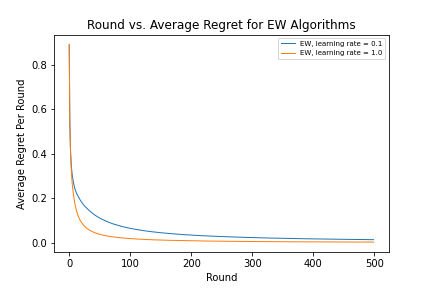 Round vs. Average Regret for EW Algorithms
EW, learning rate = 0.1
EW, learning rate = 1.0
Average Regret Per Round
0.8
0.6
0.4
0.2
0.0
0 100 200 300 400 500
Round